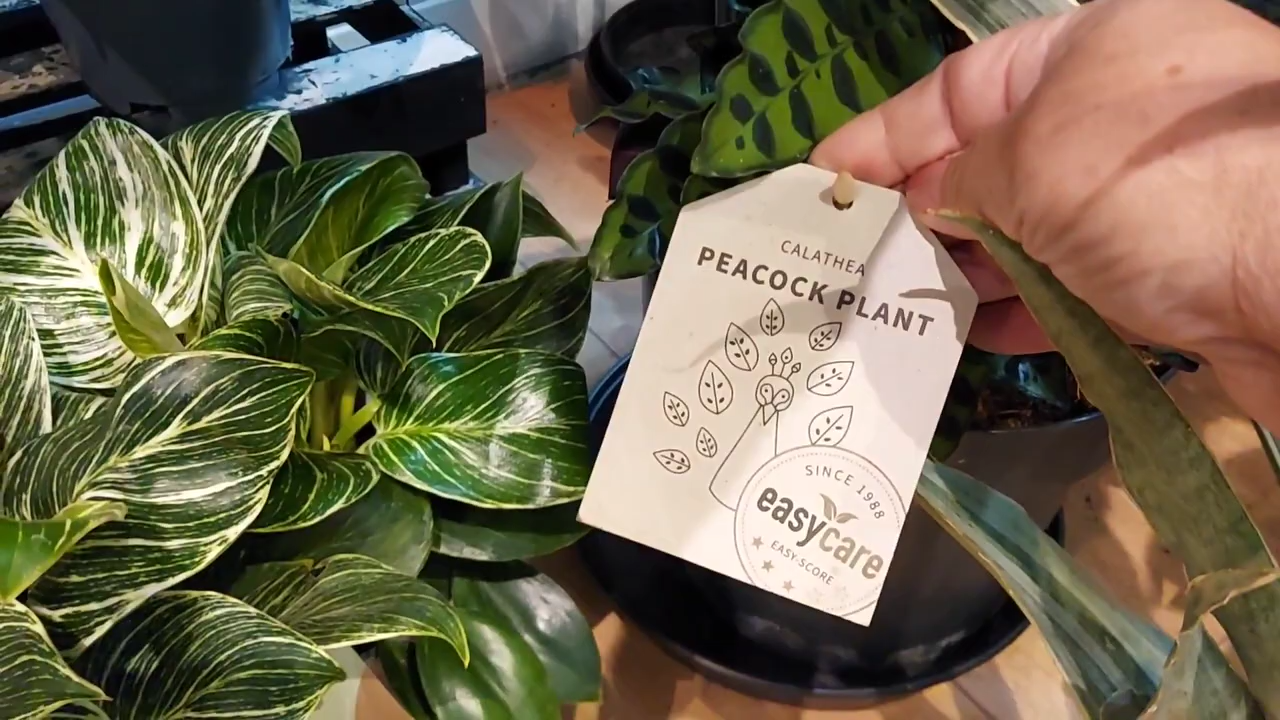 CALATHEA
PEACOCK PLANT
SINCE 1988
easycare
EASY-SCORE